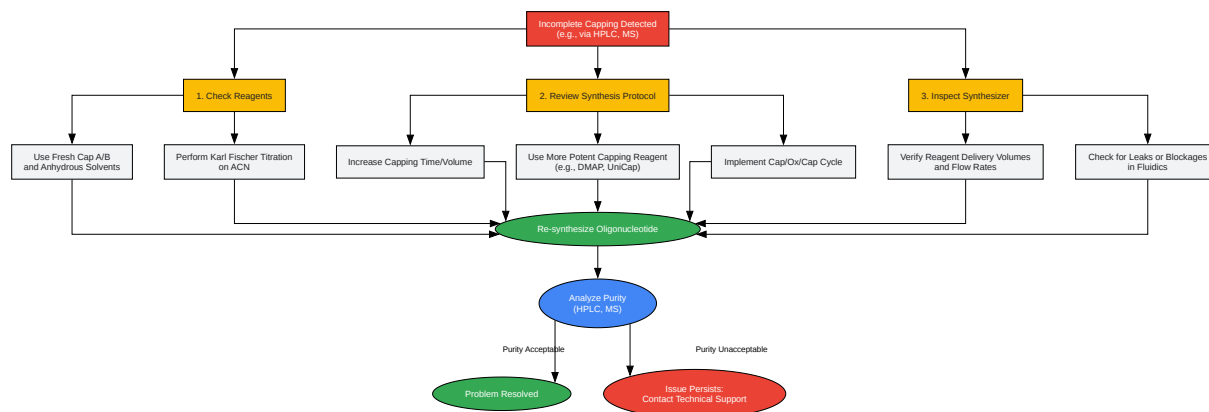 Incomplete Capping Detected
(e.g., via HPLC, MS)
1. Check Reagents
2. Review Synthesis Protocol
3. Inspect Synthesizer
Use Fresh Cap A/B
and Anhydrous Solvents
Perform Karl Fischer Titration
on ACN
Increase Capping Time/Volume
Use More Potent Capping Reagent
(e.g., DMAP, UniCap)
Implement Cap/Ox/Cap Cycle
Verify Reagent Delivery Volumes
and Flow Rates
Check for Leaks or Blockages
in Fluidics
Re-synthesize Oligonucleotide
Analyze Purity
(HPLC, MS)
Purity Acceptable
Purity Unacceptable
Problem Resolved
Issue Persists:
Contact Technical Support